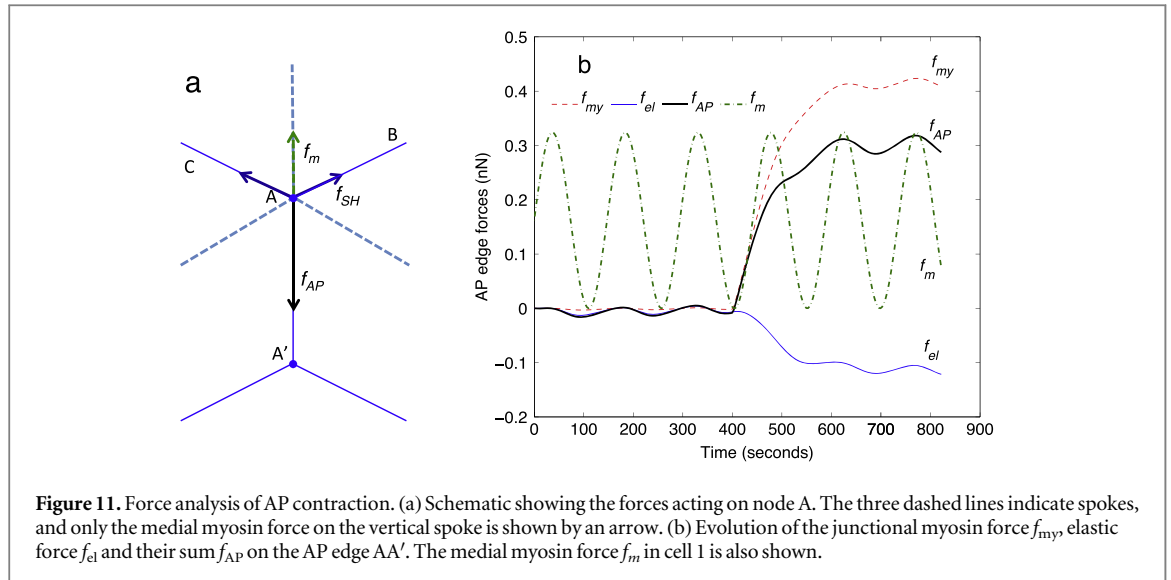 a
b
C
B
A
f_m
f_SH
f_AP
A'
0.5
0.4
0.3
0.2
0.1
0
−0.1
−0.2
AP edge forces (nN)
f_my
f_el
f_AP
f_m
f_my
f_AP
f_m
f_el
0 100 200 300 400 500 600 700 800 900
Time (seconds)
Figure 11. Force analysis of AP contraction. (a) Schematic showing the forces acting on node A. The three dashed lines indicate spokes,
and only the medial myosin force on the vertical spoke is shown by an arrow. (b) Evolution of the junctional myosin force f_my, elastic
force f_el and their sum f_AP on the AP edge AA′. The medial myosin force f_m in cell 1 is also shown.